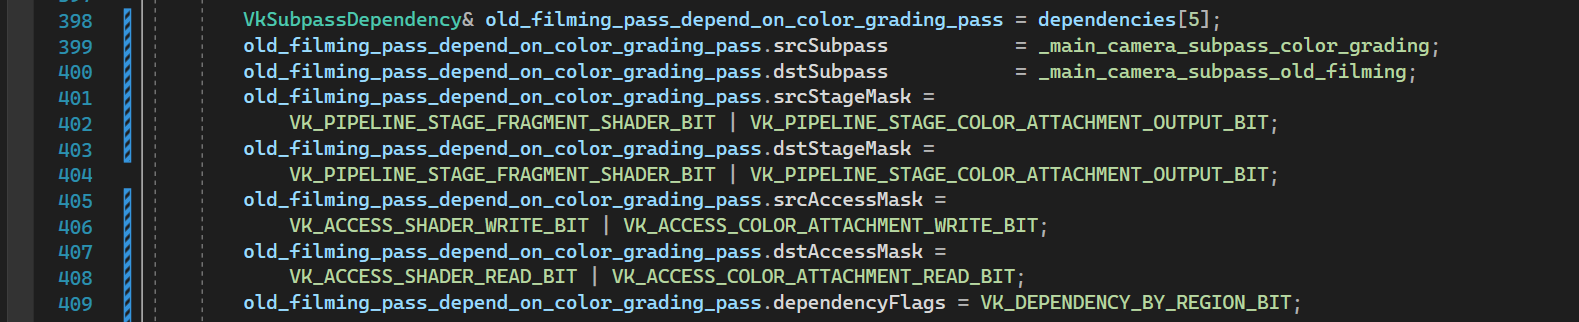 398 VkSubpassDependency& old_filming_pass_depend_on_color_grading_pass = dependencies[5];
399 old_filming_pass_depend_on_color_grading_pass.srcSubpass = _main_camera_subpass_color_grading;
400 old_filming_pass_depend_on_color_grading_pass.dstSubpass = _main_camera_subpass_old_filming;
401 old_filming_pass_depend_on_color_grading_pass.srcStageMask =
402 VK_PIPELINE_STAGE_FRAGMENT_SHADER_BIT | VK_PIPELINE_STAGE_COLOR_ATTACHMENT_OUTPUT_BIT;
403 old_filming_pass_depend_on_color_grading_pass.dstStageMask =
404 VK_PIPELINE_STAGE_FRAGMENT_SHADER_BIT | VK_PIPELINE_STAGE_COLOR_ATTACHMENT_OUTPUT_BIT;
405 old_filming_pass_depend_on_color_grading_pass.srcAccessMask =
406 VK_ACCESS_SHADER_WRITE_BIT | VK_ACCESS_COLOR_ATTACHMENT_WRITE_BIT;
407 old_filming_pass_depend_on_color_grading_pass.dstAccessMask =
408 VK_ACCESS_SHADER_READ_BIT | VK_ACCESS_COLOR_ATTACHMENT_READ_BIT;
409 old_filming_pass_depend_on_color_grading_pass.dependencyFlags = VK_DEPENDENCY_BY_REGION_BIT;